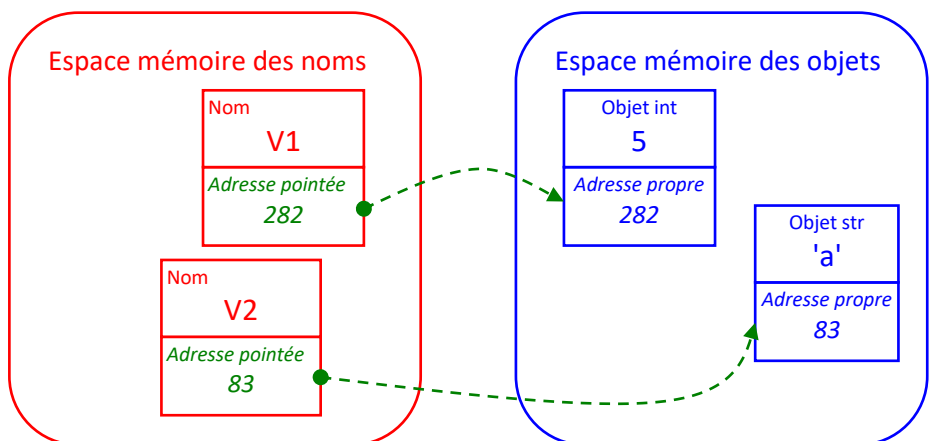 Espace mémoire des noms
Nom
V1
Adresse pointée
282
Nom
V2
Adresse pointée
83
Espace mémoire des objets
Objet int
5
Adresse propre
282
Objet str
'a'
Adresse propre
83